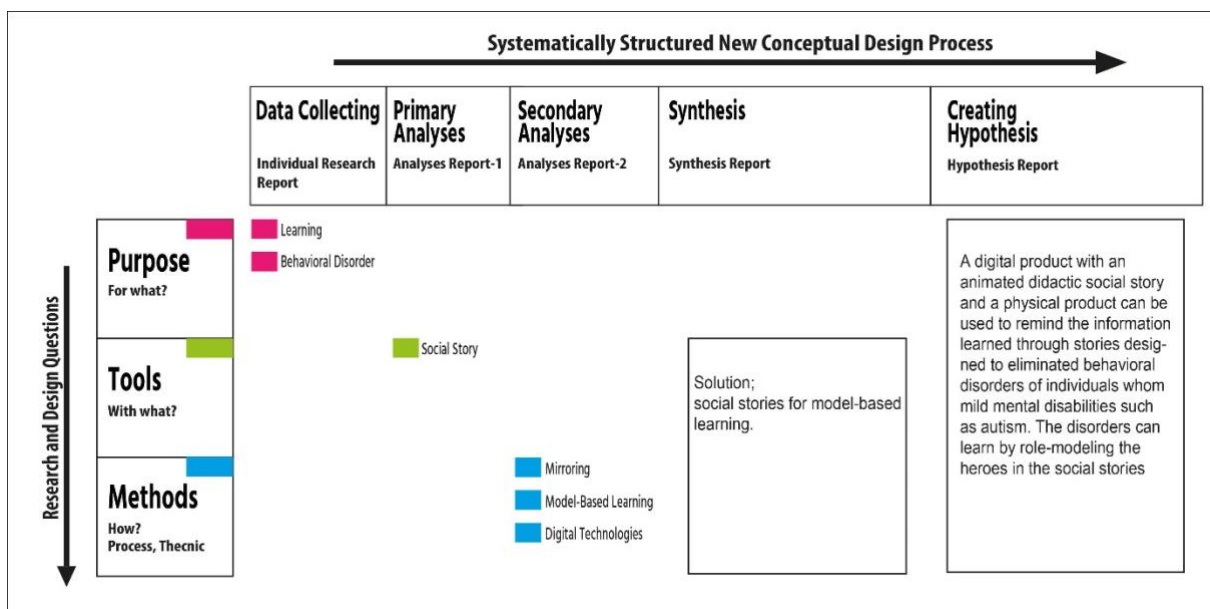 Systematically Structured New Conceptual Design Process
Data Collecting
Individual Research
Report
Primary
Analyses
Analyses Report-1
Secondary
Analyses
Analyses Report-2
Synthesis
Synthesis Report
Creating
Hypothesis
Hypothesis Report
Research and Design Questions
Purpose
For what?
Learning
Behavioral Disorder
Tools
With what?
Social Story
Methods
How?
Process, Thecnic
Mirroring
Model-Based Learning
Digital Technologies
Solution;
social stories for model-based
learning.
A digital product with an
animated didactic social story
and a physical product can be
used to remind the information
learned through stories desig-
ned to eliminated behavioral
disorders of individuals whom
mild mental disabilities such
as autism. The disorders can
learn by role-modeling the
heroes in the social stories